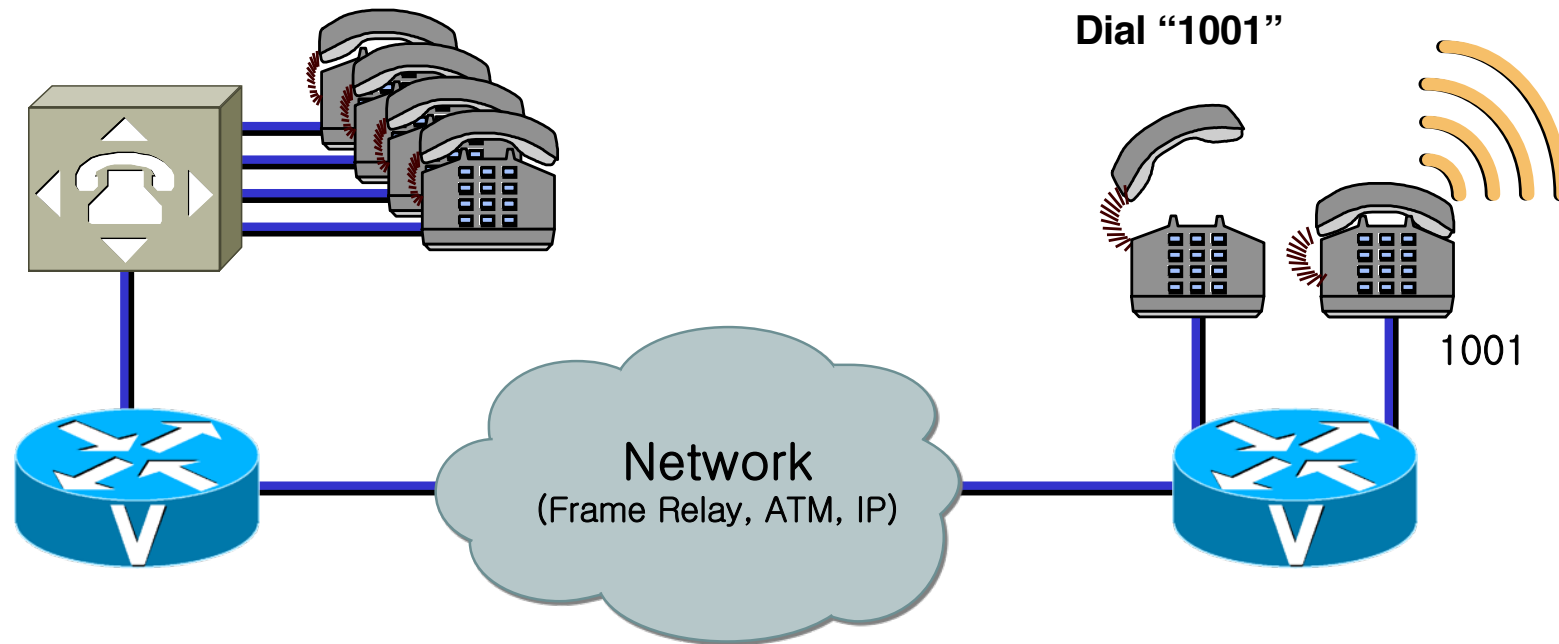 Dial “1001”
1001
Network
(Frame Relay, ATM, IP)
V
V